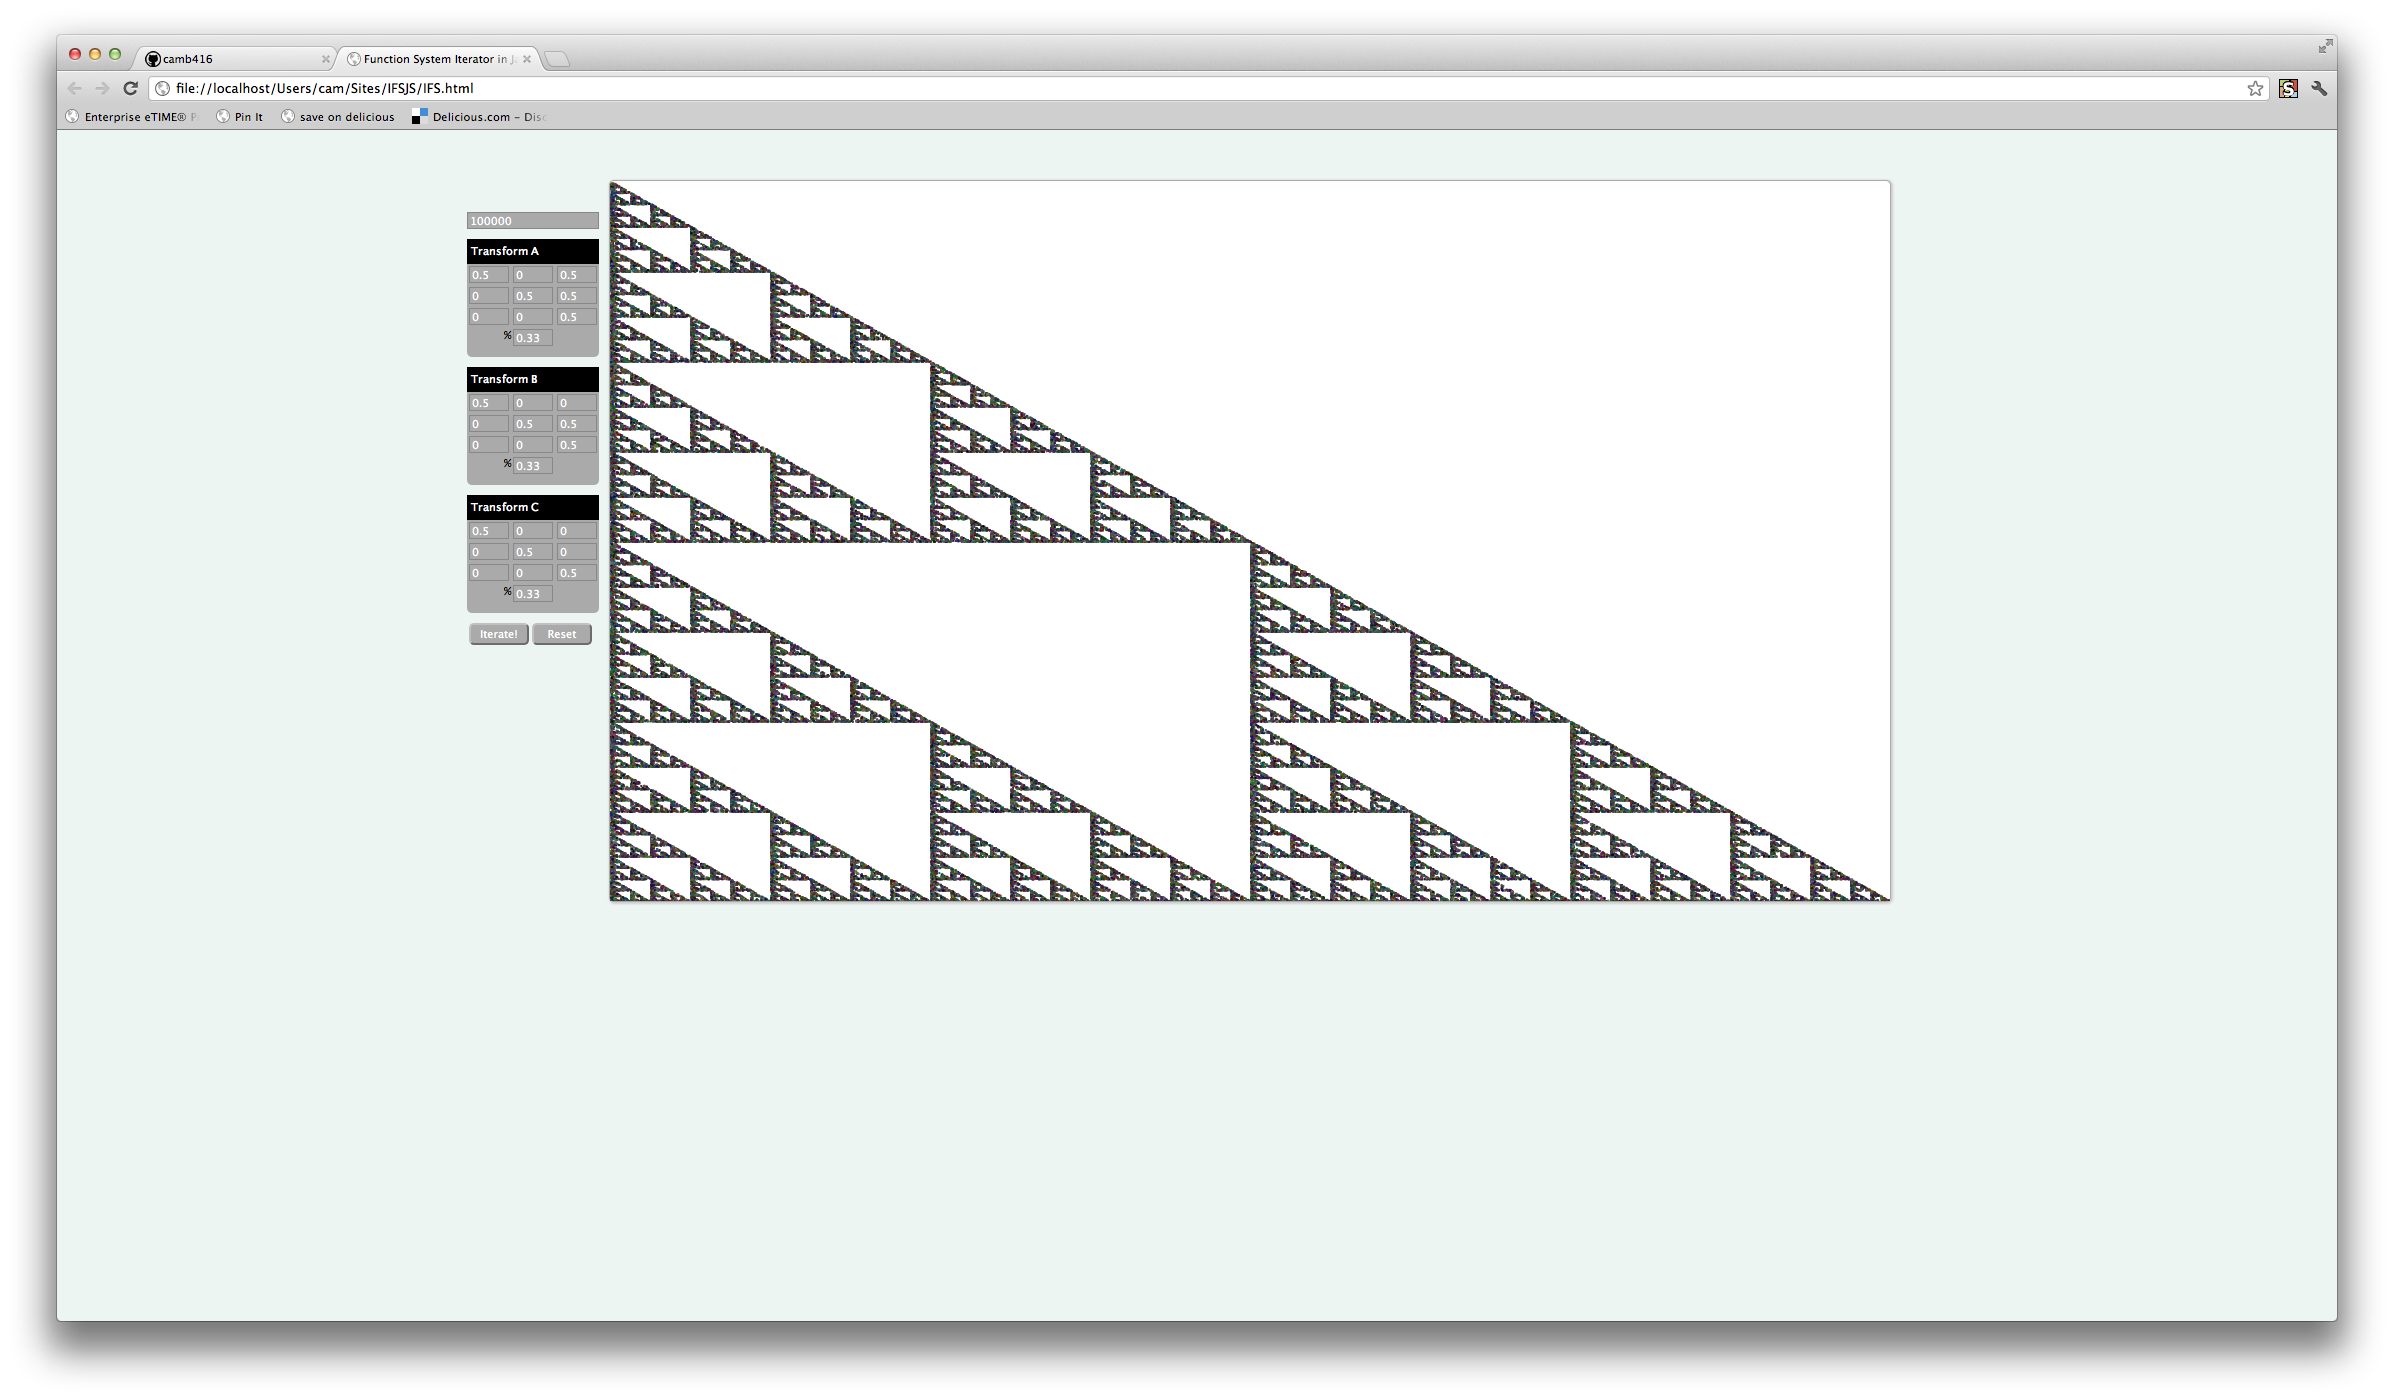 camb416
Function System Iterator in J
file://localhost/Users/cam/Sites/IFSJS/IFS.html
Enterprise eTIME® Pin It save on delicious Delicious.com – Disc
100000
Transform A
0.5 0 0.5
0 0.5 0.5
0 0 0.5
% 0.33
Transform B
0.5 0 0
0 0.5 0.5
0 0 0.5
% 0.33
Transform C
0.5 0 0
0 0.5 0
0 0 0.5
% 0.33
Iterate! Reset